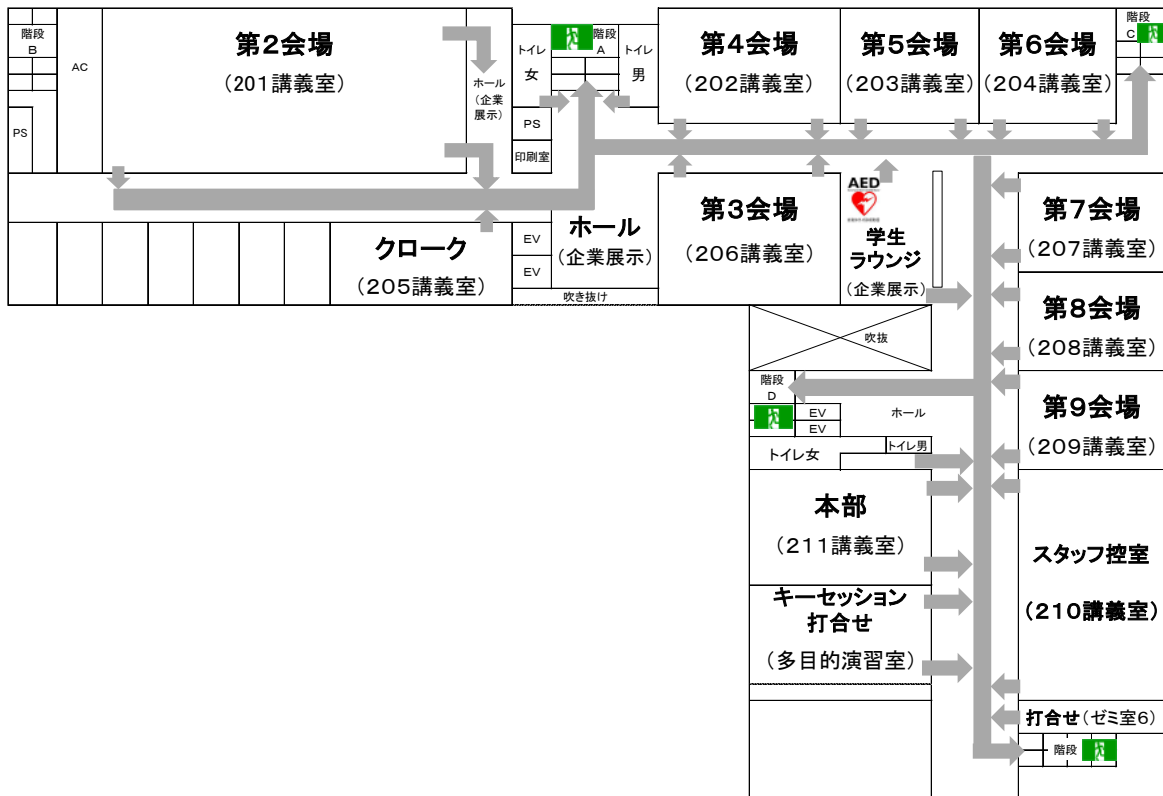 階段
B
AC
PS
第2会場
(201講義室)
ホール
(企業
展示)
トイレ
女
PS
印刷室
階段
A
トイレ
男
第4会場
(202講義室)
第5会場
(203講義室)
第6会場
(204講義室)
階段
C
クローク
(205講義室)
EV
EV
ホール
(企業展示)
吹き抜け
第3会場
(206講義室)
AED
学生
ラウンジ
(企業展示)
第7会場
(207講義室)
第8会場
(208講義室)
第9会場
(209講義室)
吹抜
階段
D
EV
EV
ホール
トイレ女
トイレ男
本部
(211講義室)
キーセッション
打合せ
(多目的演習室)
スタッフ控室
(210講義室)
打合せ(ゼミ室6)
階段